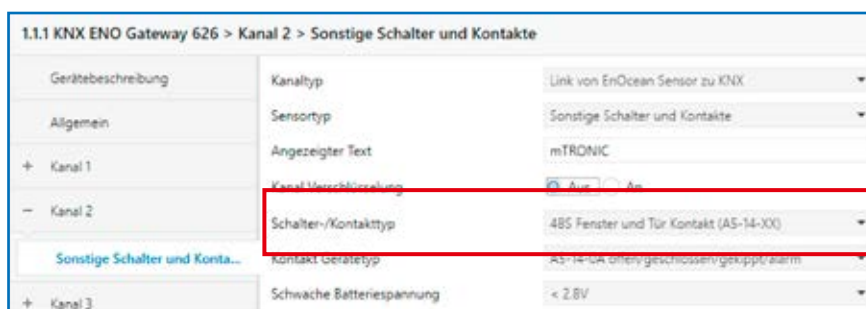 1.1.1 KNX ENO Gateway 626 > Kanal 2 > Sonstige Schalter und Kontakte
Gerätebeschreibung
Kanaltyp
Link von EnOcean Sensor zu KNX
Allgemein
Sensortyp
Sonstige Schalter und Kontakte
Angezeigter Text
mTRONIC
+ Kanal 1
Kanal Verschlüsselung
Aus
An
– Kanal 2
Schalter-/Kontakttyp
4BS Fenster und Tür Kontakt (A5-14-XX)
Sonstige Schalter und Konta...
Kontakt Gerätetyp
A5-14-0A offen/geschlossen/gekippt/alarm
Schwache Batteriespannung
< 2.8V
+ Kanal 3